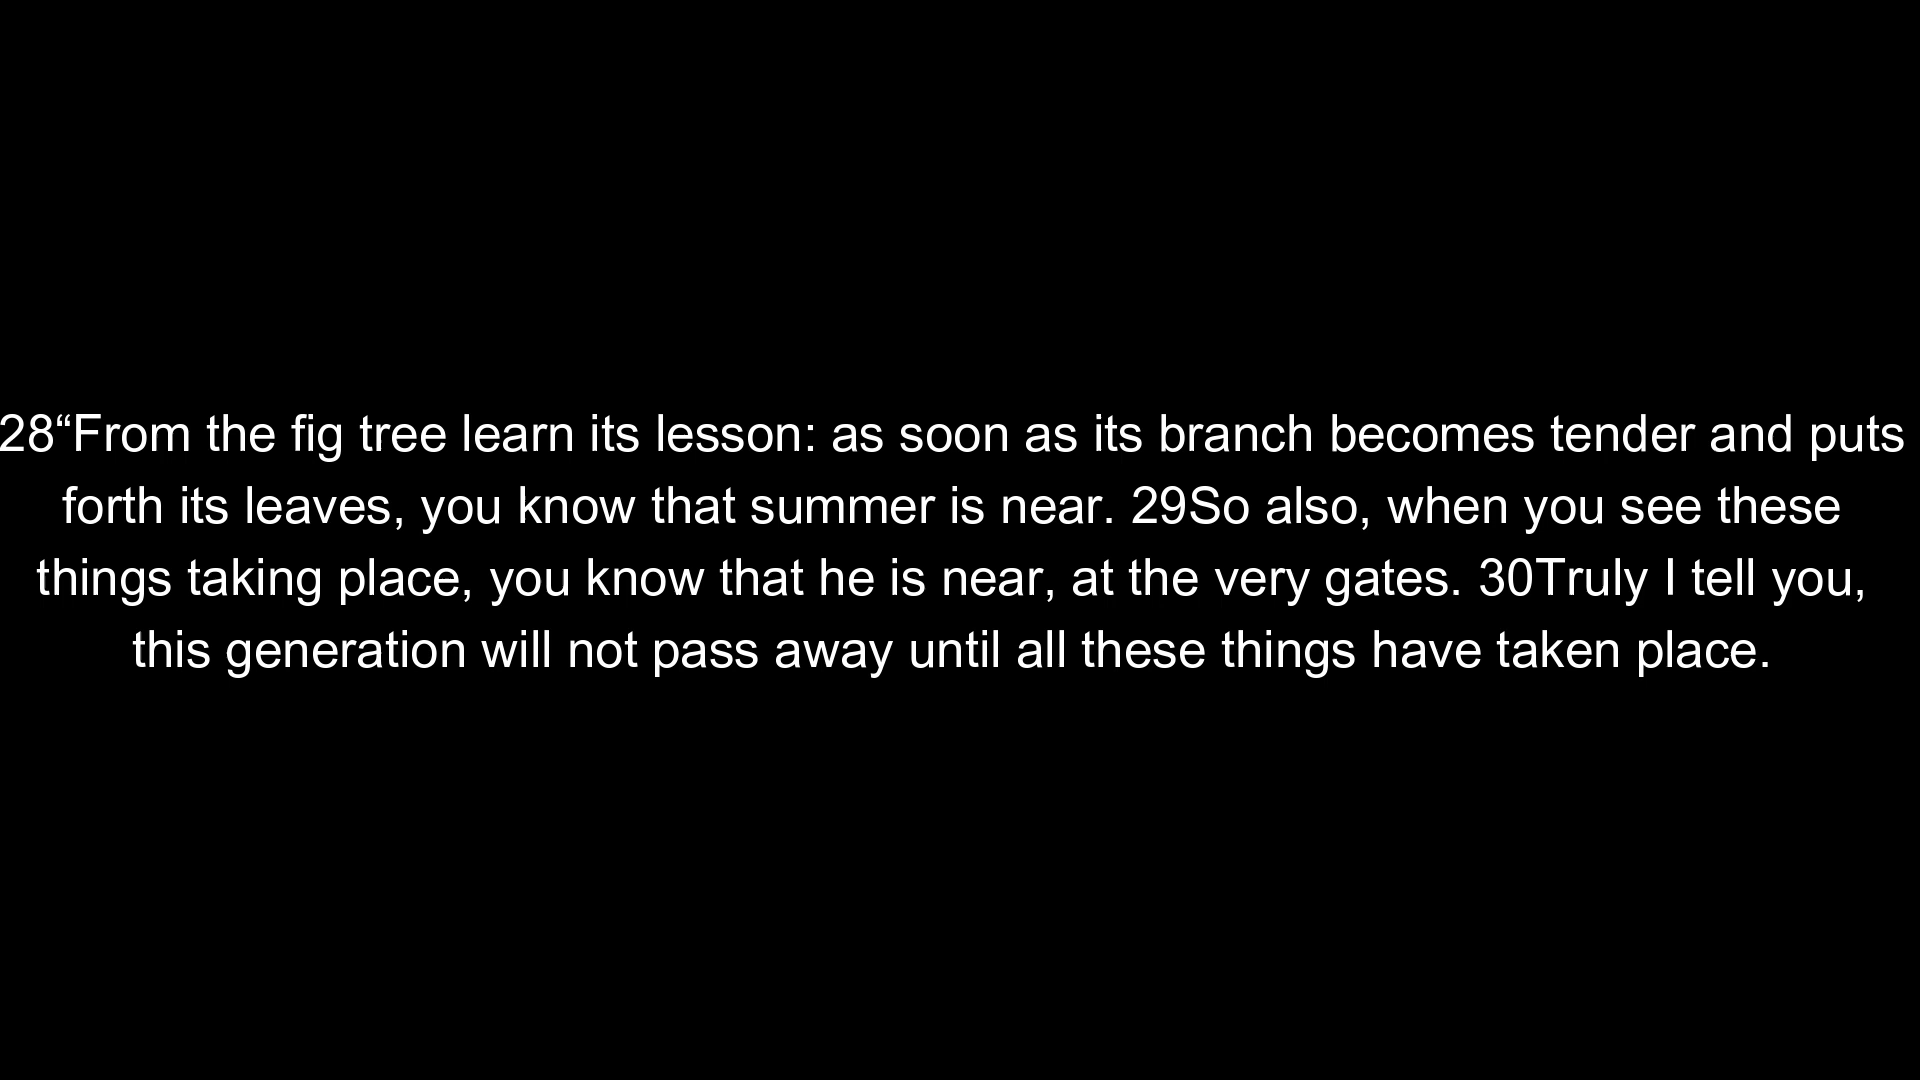 28“From the fig tree learn its lesson: as soon as its branch becomes tender and puts
forth its leaves, you know that summer is near. 29So also, when you see these
things taking place, you know that he is near, at the very gates. 30Truly I tell you,
this generation will not pass away until all these things have taken place.